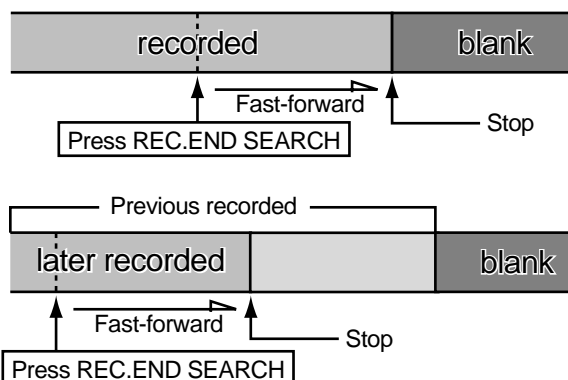 recorded blank
Fast-forward
Stop
Press REC.END SEARCH
Previous recorded
later recorded blank
Fast-forward
Stop
Press REC.END SEARCH